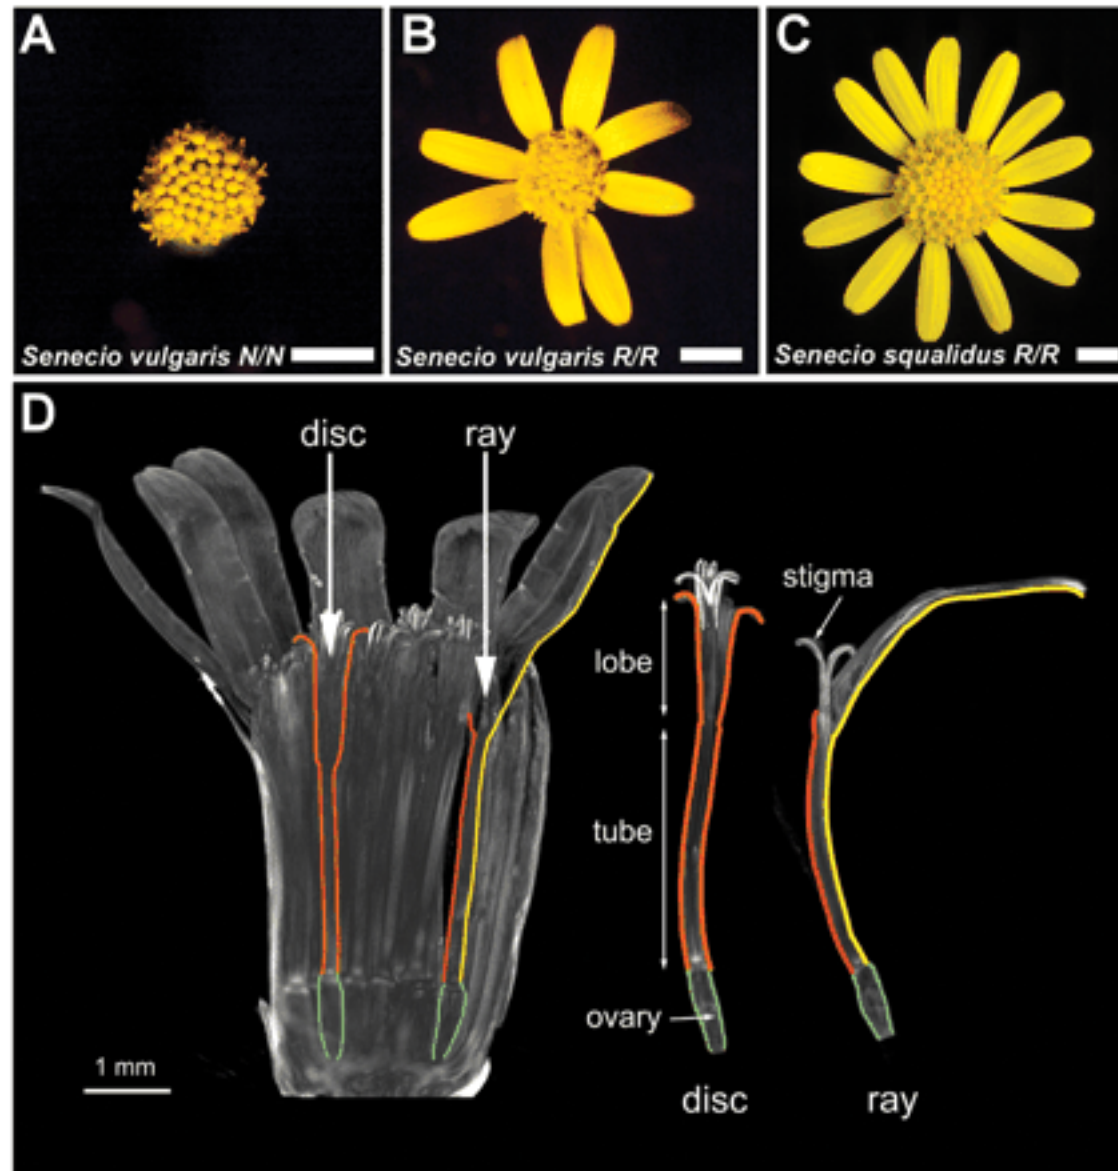 A
B
C
Senecio vulgaris N/N
Senecio vulgaris R/R
Senecio squalidus R/R
D
disc
ray
stigma
lobe
tube
ovary
1 mm
disc
ray